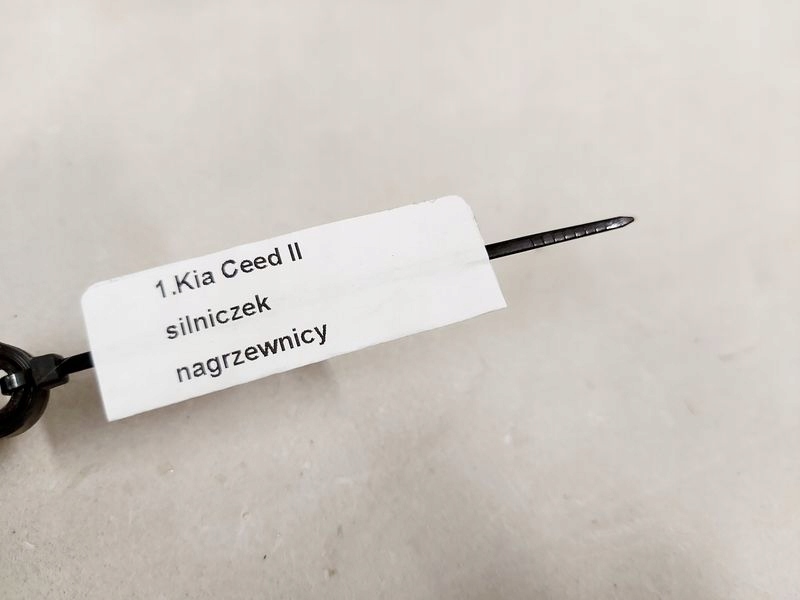 1.Kia Ceed II
silniczek
nagrzewnicy